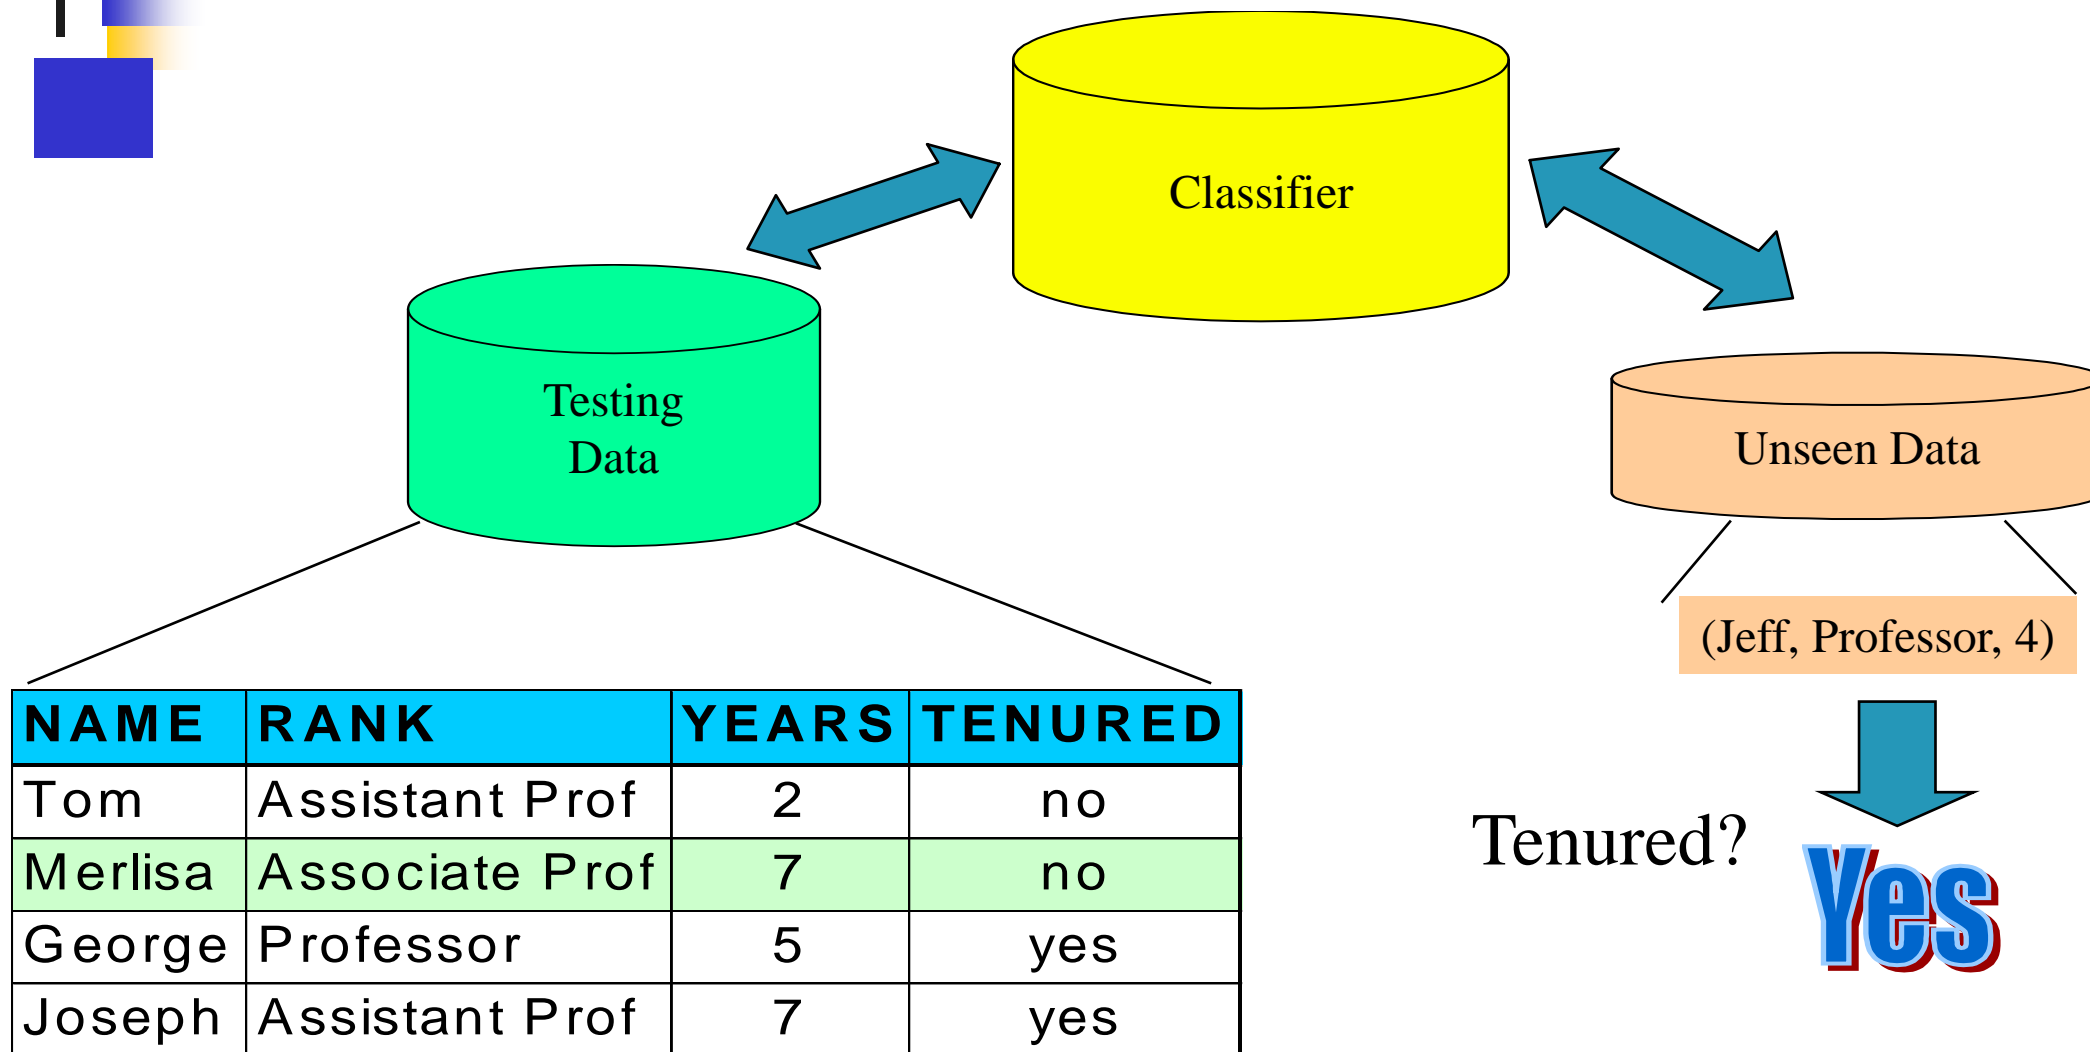 Classifier
Testing
Data
Unseen Data
(Jeff, Professor, 4)
NAME RANK YEARS TENURED
Tom Assistant Prof 2 no
Merlisa Associate Prof 7 no
George Professor 5 yes
Joseph Assistant Prof 7 yes
Tenured?
Yes